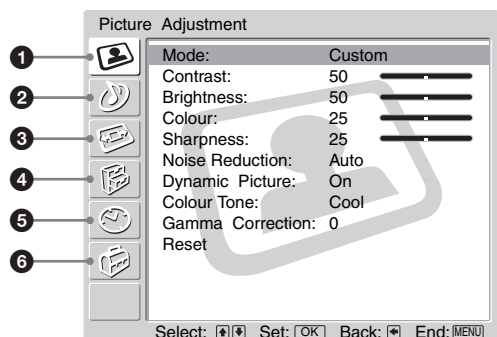 Picture Adjustment
1
2
3
4
5
6
Mode: Custom
Contrast: 50
Brightness: 50
Colour: 25
Sharpness: 25
Noise Reduction: Auto
Dynamic Picture: On
Colour Tone: Cool
Gamma Correction: 0
Reset
Select: Set: OK Back: End: MENU